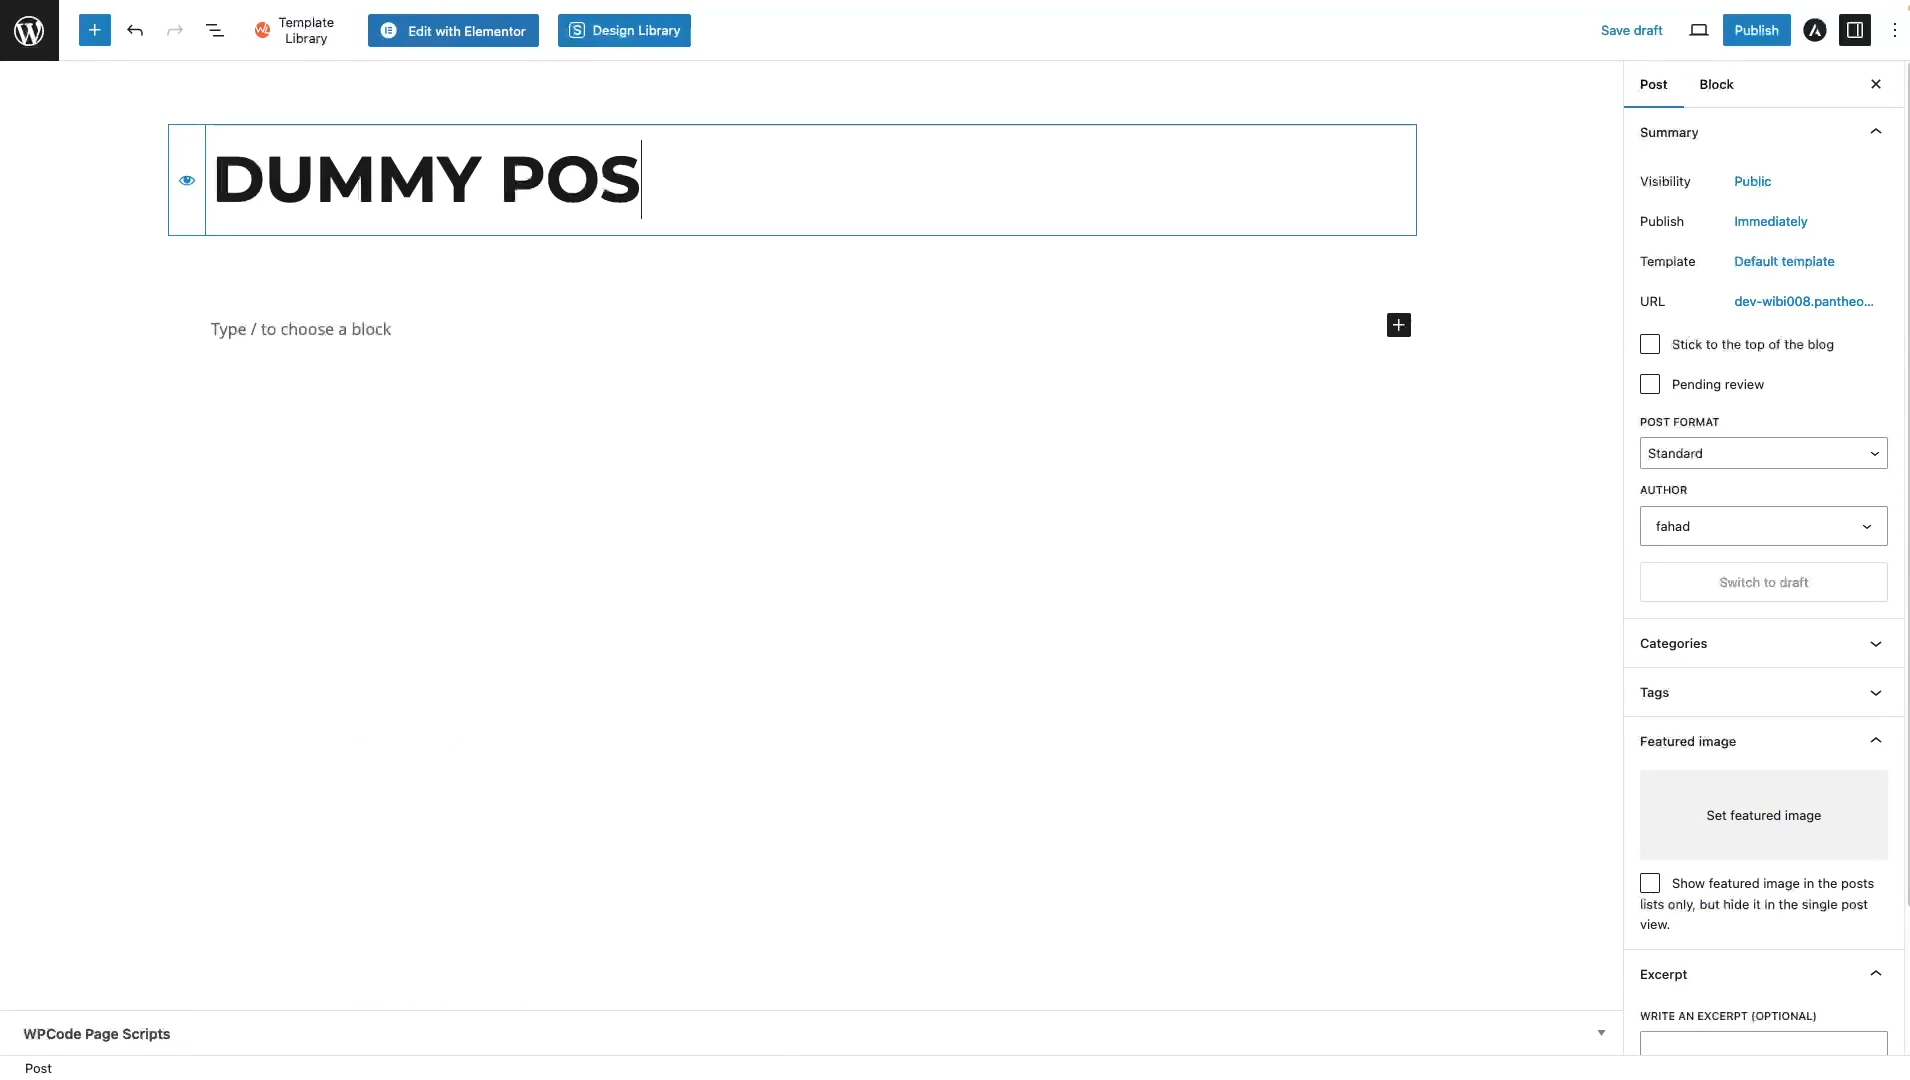 Template
Library
Edit with Elementor
Design Library
Save draft
Publish
Post
Block
DUMMY POS
Type / to choose a block
Summary
Visibility
Public
Publish
Immediately
Template
Default template
URL
dev-wibi008.pantheo...
Stick to the top of the blog
Pending review
POST FORMAT
Standard
AUTHOR
fahad
Switch to draft
Categories
Tags
Featured image
Set featured image
Show featured image in the posts
lists only, but hide it in the single post
view.
Excerpt
WRITE AN EXCERPT (OPTIONAL)
WPCode Page Scripts
Post